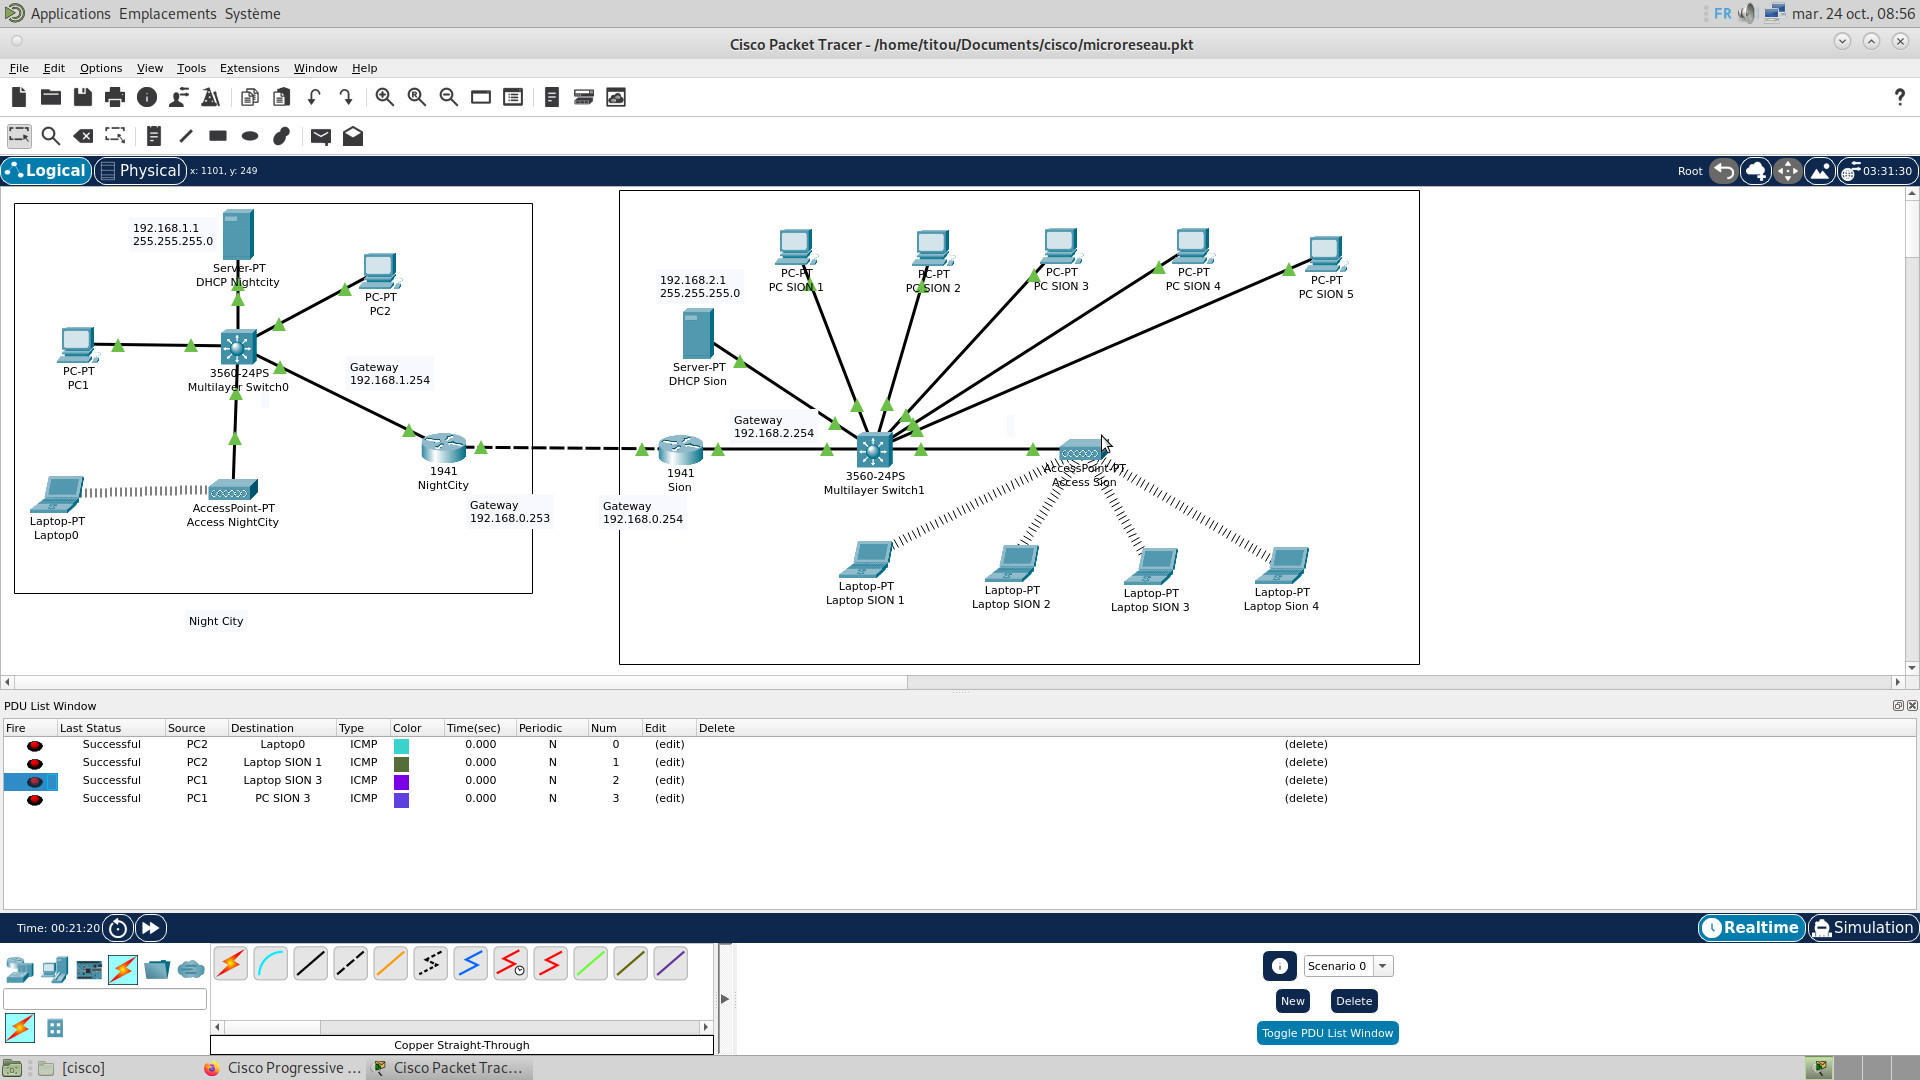 Applications Emplacements Système
FR mar. 24 oct., 08:56
Cisco Packet Tracer - /home/titou/Documents/cisco/microreseau.pkt
File Edit Options View Tools Extensions Window Help
?
Logical Physical x: 1101, y: 249
Root 03:31:30
192.168.1.1
255.255.255.0
Server-PT
DHCP Nightcity
PC-PT
PC2
PC-PT
PC1
3560-24PS
Multilayer Switch0
Gateway
192.168.1.254
1941
NightCity
Gateway
192.168.0.253
AccessPoint-PT
Access NightCity
Laptop-PT
Laptop0
Night City
192.168.2.1
255.255.255.0
Server-PT
DHCP Sion
PC-PT
PC SION 1
PC-PT
PC SION 2
PC-PT
PC SION 3
PC-PT
PC SION 4
PC-PT
PC SION 5
Gateway
192.168.2.254
1941
Sion
Gateway
192.168.0.254
3560-24PS
Multilayer Switch1
AccessPoint-PT
Access Sion
Laptop-PT
Laptop SION 1
Laptop-PT
Laptop SION 2
Laptop-PT
Laptop SION 3
Laptop-PT
Laptop Sion 4
PDU List Window
Fire Last Status Source Destination Type Color Time(sec) Periodic Num Edit Delete
Successful PC2 Laptop0 ICMP 0.000 N 0 (edit) (delete)
Successful PC2 Laptop SION 1 ICMP 0.000 N 1 (edit) (delete)
Successful PC1 Laptop SION 3 ICMP 0.000 N 2 (edit) (delete)
Successful PC1 PC SION 3 ICMP 0.000 N 3 (edit) (delete)
Time: 00:21:20
Realtime Simulation
Scenario 0
New Delete
Toggle PDU List Window
Copper Straight-Through
[cisco] Cisco Progressive ... Cisco Packet Trac...